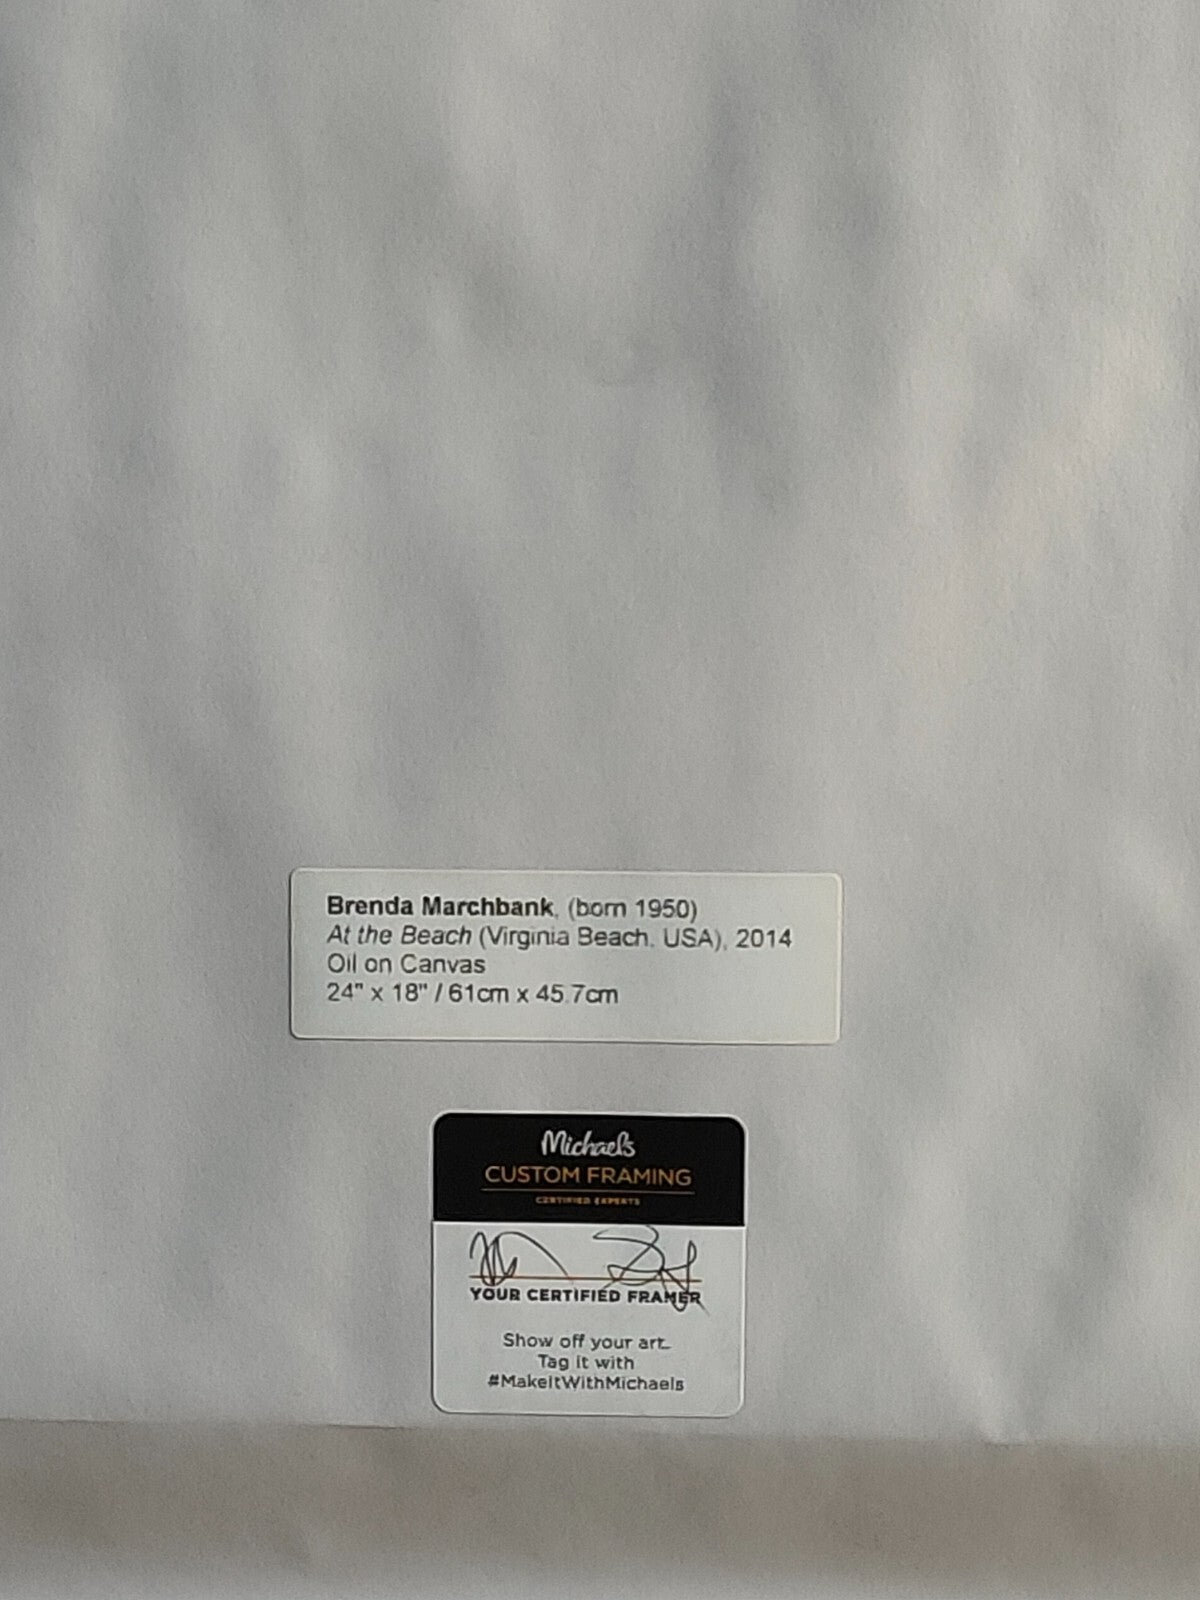 Brenda Marchbank, (born 1950)
At the Beach (Virginia Beach, USA), 2014
Oil on Canvas
24" x 18" / 61cm x 45.7cm
Michaels
CUSTOM FRAMING
CERTIFIED EXPERTS
YOUR CERTIFIED FRAMER
Show off your art.
Tag it with
#MakeItWithMichaels